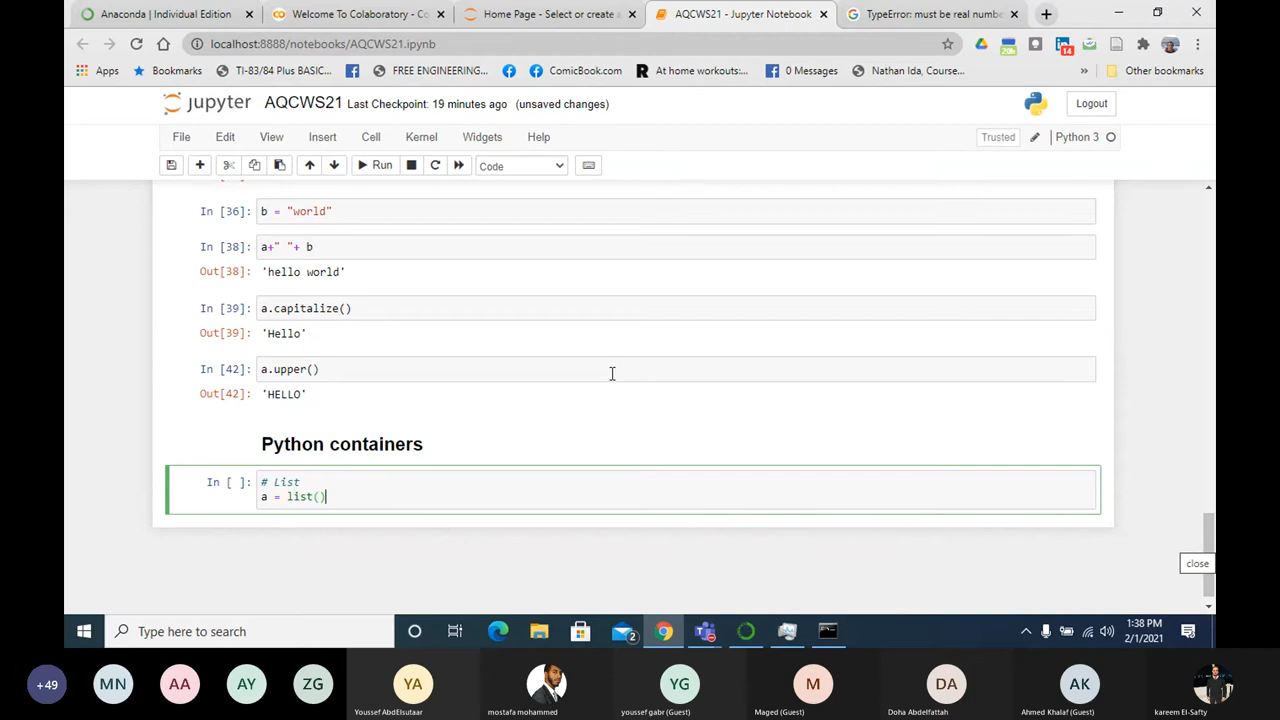 Anaconda | Individual Edition
Welcome To Colaboratory - Co
Home Page - Select or create a
AQCWS21 - Jupyter Notebook
TypeError: must be real numbe
localhost:8888/notebooks/AQCWS21.ipynb
20k
14
Apps
Bookmarks
TI-83/84 Plus BASIC...
FREE ENGINEERING...
ComicBook.com
R
At home workouts:...
0 Messages
Nathan Ida, Course...
»
Other bookmarks
jupyter
AQCWS21
Last Checkpoint: 19 minutes ago
(unsaved changes)
Logout
File
Edit
View
Insert
Cell
Kernel
Widgets
Help
Trusted
Python 3
Run
Code
In [36]:
b = "world"
In [38]:
a+" "+ b
Out[38]:
'hello world'
In [39]:
a.capitalize()
Out[39]:
'Hello'
In [42]:
a.upper()
Out[42]:
'HELLO'
Python containers
In [ ]:
# List
a = list()
close
Type here to search
2
1:38 PM
2/1/2021
+49
MN
AA
AY
ZG
YA
YG
M
DA
AK
Youssef AbdElsutaar
mostafa mohammed
youssef gabr (Guest)
Maged (Guest)
Doha Abdelfattah
Ahmed Khalaf (Guest)
kareem El-Safty